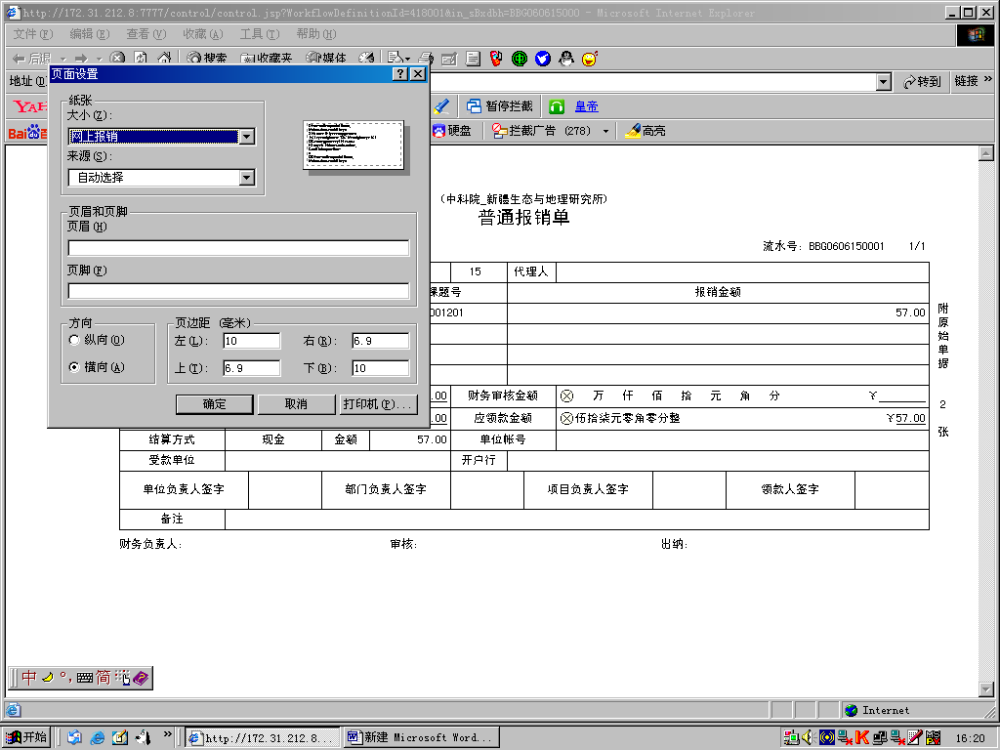 http://172.31.212.8:7777/control/control.jsp?WorkflowDefinitionId=418001&in_sBxdbh=BBG060615000 - Microsoft Internet Explorer
文件(F) 编辑(E) 查看(V) 收藏(A) 工具(T) 帮助(H)
后退 搜索 收藏夹 媒体
地址(D 转到 链接 »
YAH 暂停拦截 皇帝
Bai 硬盘 拦截广告 (278) 高亮
页面设置
纸张
大小(Z):
网上报销
来源(S):
自动选择
页眉和页脚
页眉(H)
页脚(F)
方向
纵向(O)
横向(A)
页边距 (毫米)
左(L): 10 右(R): 6.9
上(T): 6.9 下(B): 10
确定 取消 打印机(P)...
(中科院_新疆生态与地理研究所)
普通报销单
流水号: BBG0606150001 1/1
15 代理人
课题号 报销金额
001201 57.00
.00 财务审核金额 ⊗ 万 仟 佰 拾 元 角 分 ¥
.00 应领款金额 ⊗伍拾柒元零角零分整 ¥57.00
结算方式 现金 金额 57.00 单位帐号
受款单位 开户行
单位负责人签字 部门负责人签字 项目负责人签字 领款人签字
备注
财务负责人: 审核: 出纳:
附原始单据 2 张
中 简
Internet
开始 » http://172.31.212.8... 新建 Microsoft Word... 16:20